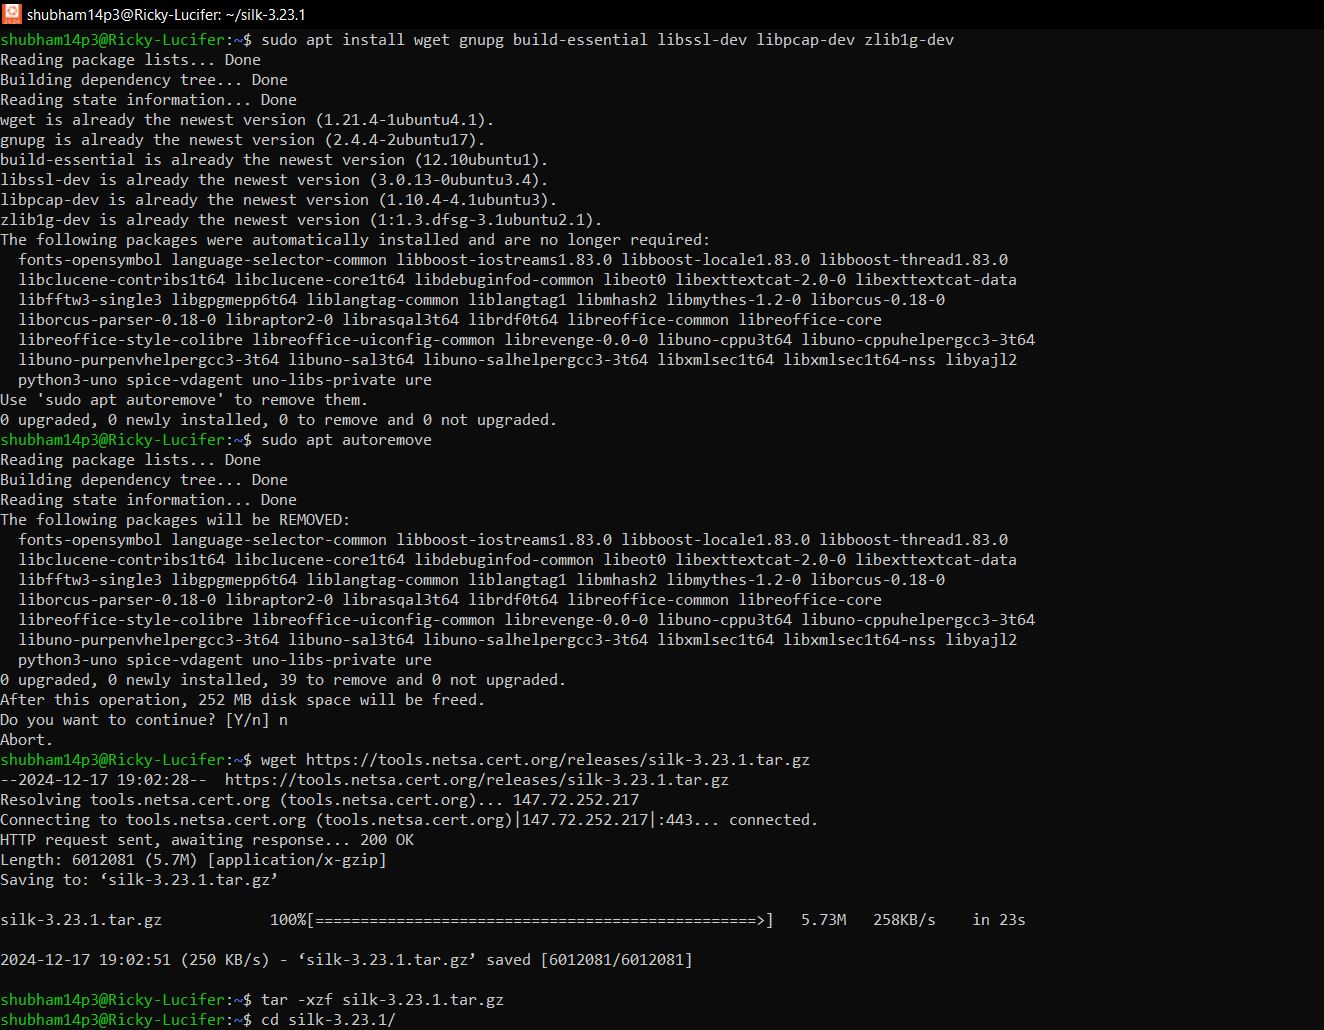 shubham14p3@Ricky-Lucifer: ~/silk-3.23.1
shubham14p3@Ricky-Lucifer:~$ sudo apt install wget gnupg build-essential libssl-dev libpcap-dev zlib1g-dev
Reading package lists... Done
Building dependency tree... Done
Reading state information... Done
wget is already the newest version (1.21.4-1ubuntu4.1).
gnupg is already the newest version (2.4.4-2ubuntu17).
build-essential is already the newest version (12.10ubuntu1).
libssl-dev is already the newest version (3.0.13-0ubuntu3.4).
libpcap-dev is already the newest version (1.10.4-4.1ubuntu3).
zlib1g-dev is already the newest version (1:1.3.dfsg-3.1ubuntu2.1).
The following packages were automatically installed and are no longer required:
  fonts-opensymbol language-selector-common libboost-iostreams1.83.0 libboost-locale1.83.0 libboost-thread1.83.0
  libclucene-contribs1t64 libclucene-core1t64 libdebuginfod-common libeot0 libexttextcat-2.0-0 libexttextcat-data
  libfftw3-single3 libgpgmepp6t64 liblangtag-common liblangtag1 libmhash2 libmythes-1.2-0 liborcus-0.18-0
  liborcus-parser-0.18-0 libraptor2-0 librasqal3t64 librdf0t64 libreoffice-common libreoffice-core
  libreoffice-style-colibre libreoffice-uiconfig-common librevenge-0.0-0 libuno-cppu3t64 libuno-cppuhelpergcc3-3t64
  libuno-purpenvhelpergcc3-3t64 libuno-sal3t64 libuno-salhelpergcc3-3t64 libxmlsec1t64 libxmlsec1t64-nss libyajl2
  python3-uno spice-vdagent uno-libs-private ure
Use 'sudo apt autoremove' to remove them.
0 upgraded, 0 newly installed, 0 to remove and 0 not upgraded.
shubham14p3@Ricky-Lucifer:~$ sudo apt autoremove
Reading package lists... Done
Building dependency tree... Done
Reading state information... Done
The following packages will be REMOVED:
  fonts-opensymbol language-selector-common libboost-iostreams1.83.0 libboost-locale1.83.0 libboost-thread1.83.0
  libclucene-contribs1t64 libclucene-core1t64 libdebuginfod-common libeot0 libexttextcat-2.0-0 libexttextcat-data
  libfftw3-single3 libgpgmepp6t64 liblangtag-common liblangtag1 libmhash2 libmythes-1.2-0 liborcus-0.18-0
  liborcus-parser-0.18-0 libraptor2-0 librasqal3t64 librdf0t64 libreoffice-common libreoffice-core
  libreoffice-style-colibre libreoffice-uiconfig-common librevenge-0.0-0 libuno-cppu3t64 libuno-cppuhelpergcc3-3t64
  libuno-purpenvhelpergcc3-3t64 libuno-sal3t64 libuno-salhelpergcc3-3t64 libxmlsec1t64 libxmlsec1t64-nss libyajl2
  python3-uno spice-vdagent uno-libs-private ure
0 upgraded, 0 newly installed, 39 to remove and 0 not upgraded.
After this operation, 252 MB disk space will be freed.
Do you want to continue? [Y/n] n
Abort.
shubham14p3@Ricky-Lucifer:~$ wget https://tools.netsa.cert.org/releases/silk-3.23.1.tar.gz
--2024-12-17 19:02:28--  https://tools.netsa.cert.org/releases/silk-3.23.1.tar.gz
Resolving tools.netsa.cert.org (tools.netsa.cert.org)... 147.72.252.217
Connecting to tools.netsa.cert.org (tools.netsa.cert.org)|147.72.252.217|:443... connected.
HTTP request sent, awaiting response... 200 OK
Length: 6012081 (5.7M) [application/x-gzip]
Saving to: ‘silk-3.23.1.tar.gz’
silk-3.23.1.tar.gz            100%[=================================================>]   5.73M   258KB/s    in 23s
2024-12-17 19:02:51 (250 KB/s) - ‘silk-3.23.1.tar.gz’ saved [6012081/6012081]
shubham14p3@Ricky-Lucifer:~$ tar -xzf silk-3.23.1.tar.gz
shubham14p3@Ricky-Lucifer:~$ cd silk-3.23.1/